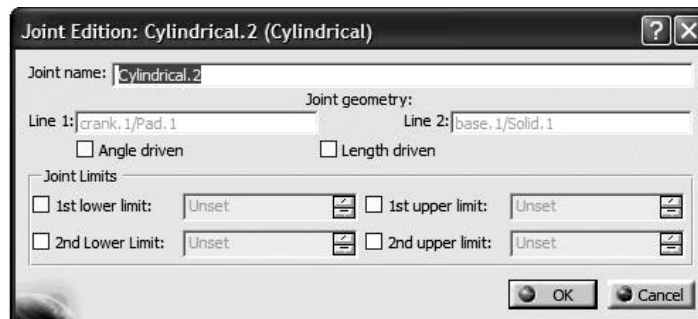 Joint Edition: Cylindrical.2 (Cylindrical)
Joint name: Cylindrical.2
Joint geometry:
Line 1: crank.1/Pad.1 Line 2: base.1/Solid.1
Angle driven Length driven
Joint Limits
1st lower limit: Unset 1st upper limit: Unset
2nd Lower Limit: Unset 2nd upper limit: Unset
OK Cancel